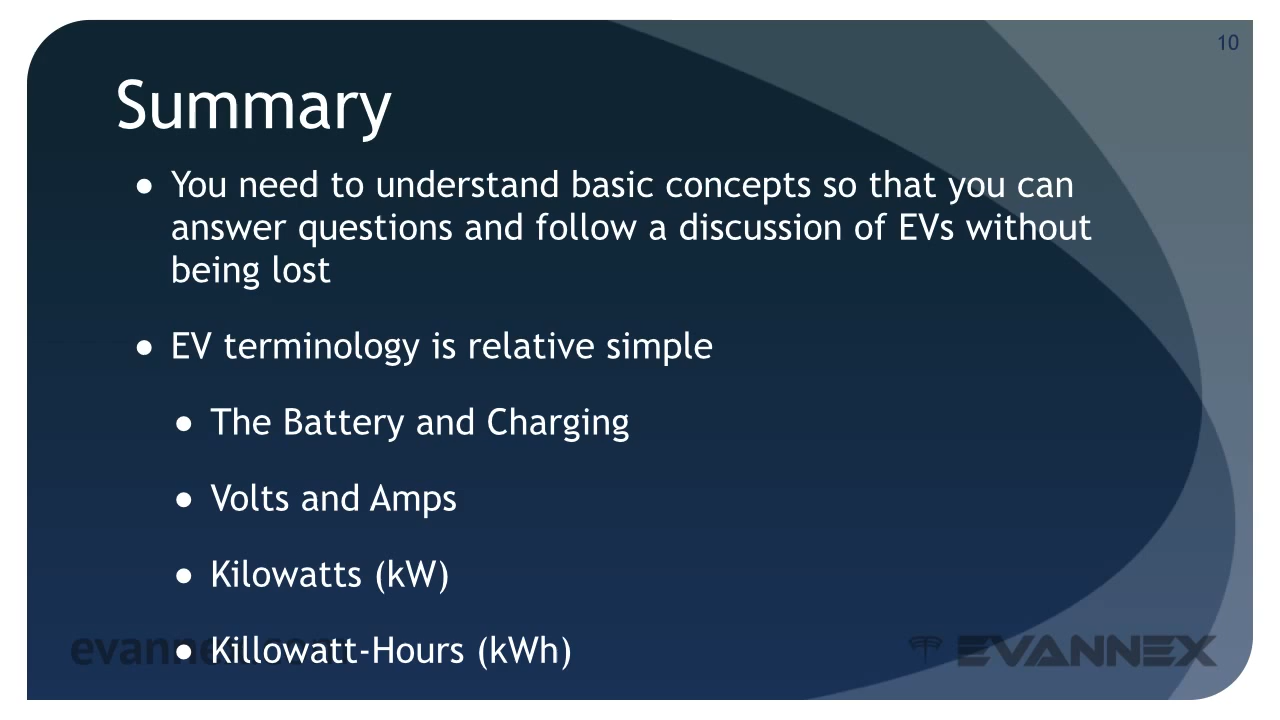 10
Summary
● You need to understand basic concepts so that you can
answer questions and follow a discussion of EVs without
being lost
● EV terminology is relative simple
● The Battery and Charging
● Volts and Amps
● Kilowatts (kW)
● Killowatt-Hours (kWh)
EVANNEX